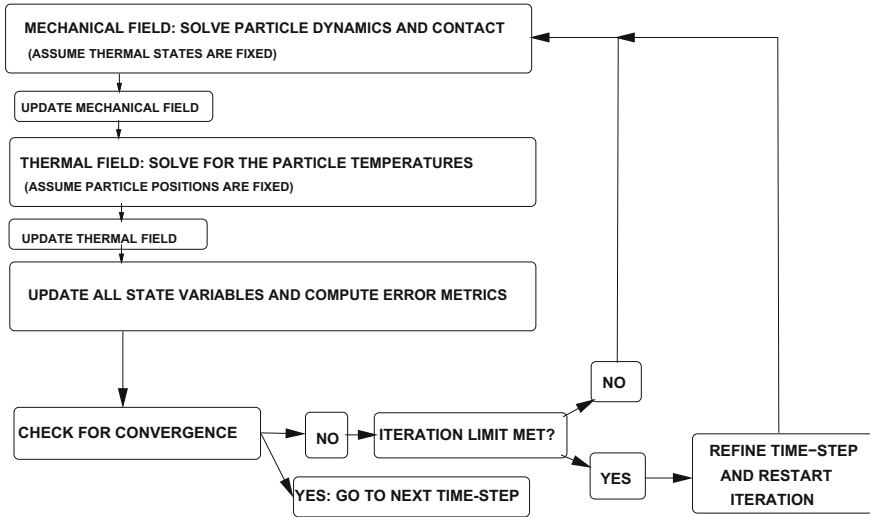 MECHANICAL FIELD: SOLVE PARTICLE DYNAMICS AND CONTACT
(ASSUME THERMAL STATES ARE FIXED)
UPDATE MECHANICAL FIELD
THERMAL FIELD: SOLVE FOR THE PARTICLE TEMPERATURES
(ASSUME PARTICLE POSITIONS ARE FIXED)
UPDATE THERMAL FIELD
UPDATE ALL STATE VARIABLES AND COMPUTE ERROR METRICS
CHECK FOR CONVERGENCE
NO
ITERATION LIMIT MET?
NO
YES
REFINE TIME−STEP
AND RESTART
ITERATION
YES: GO TO NEXT TIME−STEP